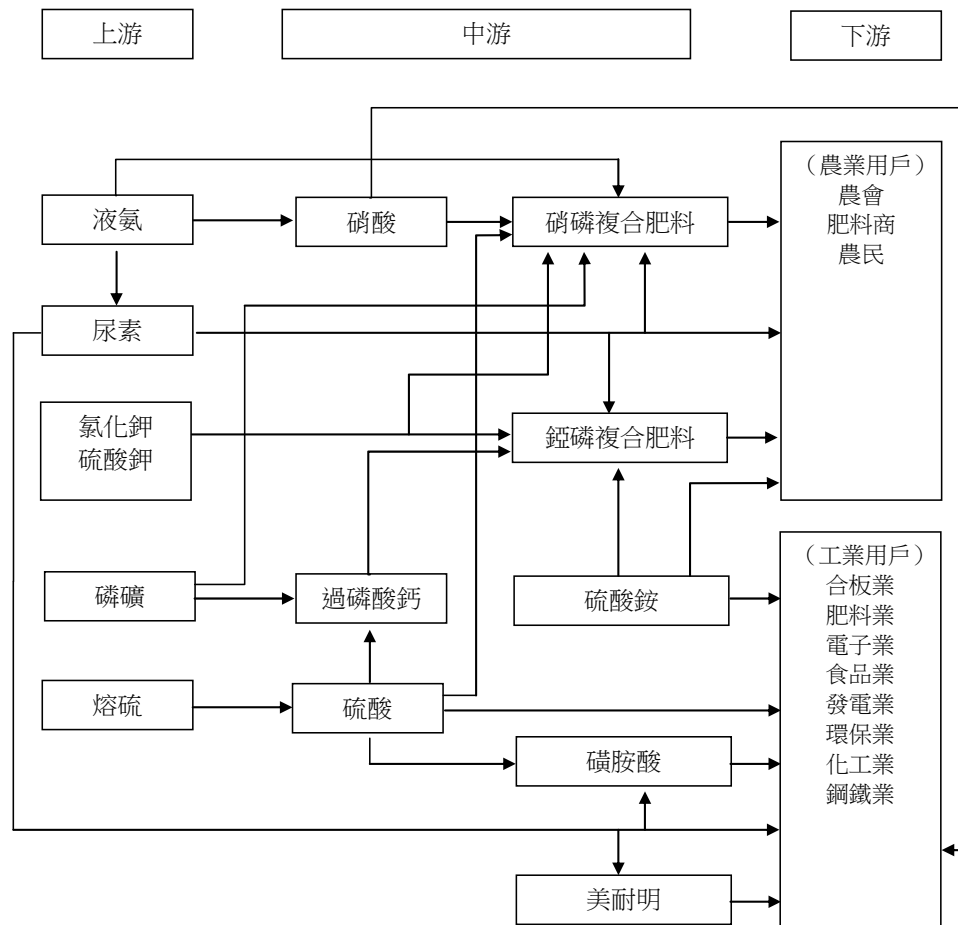 上游
中游
下游
（農業用戶）
農會
肥料商
農民
液氨
硝酸
硝磷複合肥料
尿素
氯化鉀
硫酸鉀
錏磷複合肥料
（工業用戶）
合板業
肥料業
電子業
食品業
發電業
環保業
化工業
鋼鐵業
磷礦
過磷酸鈣
硫酸銨
熔硫
硫酸
磺胺酸
美耐明